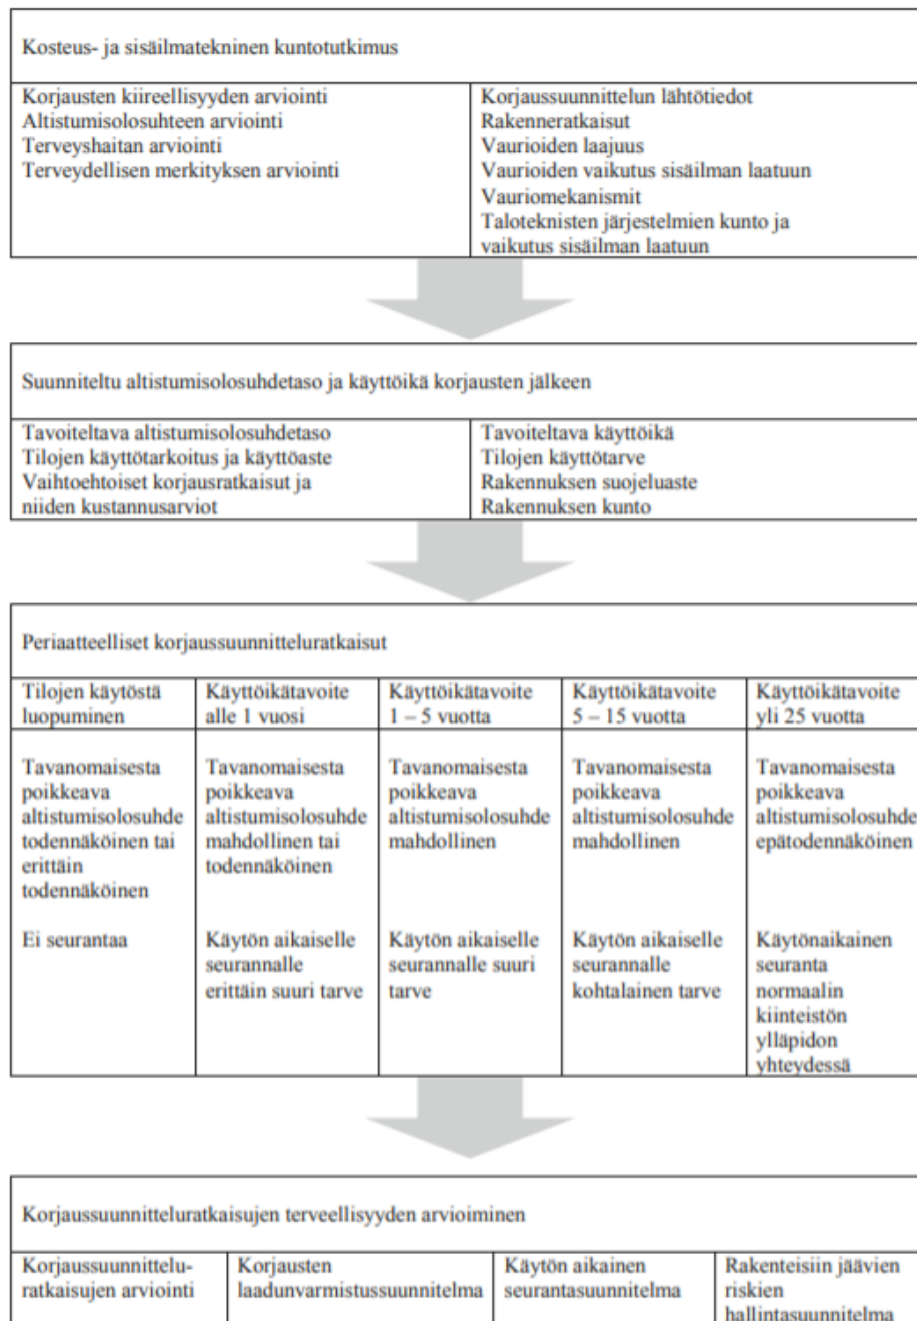 Kosteus- ja sisäilmatekninen kuntotutkimus
Korjausten kiireellisyyden arviointi
Altistumisolosuhteen arviointi
Terveyshaitan arviointi
Terveydellisen merkityksen arviointi
Korjaussuunnittelun lähtötiedot
Rakenneratkaisut
Vaurioiden laajuus
Vaurioiden vaikutus sisäilman laatuun
Vauriomekanismit
Taloteknisten järjestelmien kunto ja
vaikutus sisäilman laatuun
Suunniteltu altistumisolosuhdetaso ja käyttöikä korjausten jälkeen
Tavoiteltava altistumisolosuhdetaso
Tilojen käyttötarkoitus ja käyttöaste
Vaihtoehtoiset korjausratkaisut ja
niiden kustannusarviot
Tavoiteltava käyttöikä
Tilojen käyttötarve
Rakennuksen suojeluaste
Rakennuksen kunto
Periaatteelliset korjaussuunnitteluratkaisut
Tilojen käytöstä
luopuminen
Käyttöikätavoite
alle 1 vuosi
Käyttöikätavoite
1 – 5 vuotta
Käyttöikätavoite
5 – 15 vuotta
Käyttöikätavoite
yli 25 vuotta
Tavanomaisesta
poikkeava
altistumisolosuhde
todennäköinen tai
erittäin
todennäköinen
Tavanomaisesta
poikkeava
altistumisolosuhde
mahdollinen tai
todennäköinen
Tavanomaisesta
poikkeava
altistumisolosuhde
mahdollinen
Tavanomaisesta
poikkeava
altistumisolosuhde
mahdollinen
Tavanomaisesta
poikkeava
altistumisolosuhde
epätodennäköinen
Ei seurantaa
Käytön aikaiselle
seurannalle
erittäin suuri tarve
Käytön aikaiselle
seurannalle suuri
tarve
Käytön aikaiselle
seurannalle
kohtalainen tarve
Käytönaikainen
seuranta
normaalin
kiinteistön
ylläpidon
yhteydessä
Korjaussuunnitteluratkaisujen terveellisyyden arvioiminen
Korjaussuunnittelu-
ratkaisujen arviointi
Korjausten
laadunvarmistussuunnitelma
Käytön aikainen
seurantasuunnitelma
Rakenteisiin jäävien
riskien
hallintasuunnitelma